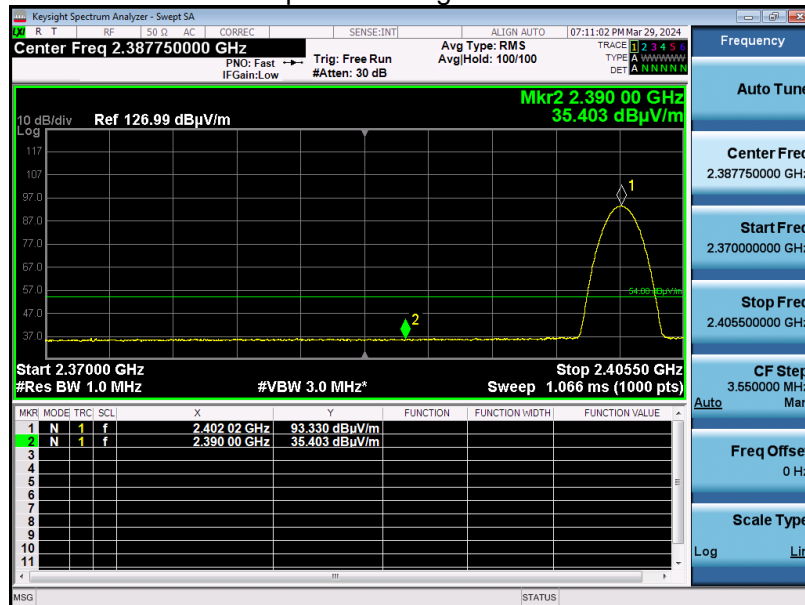 Keysight Spectrum Analyzer - Swept SA
LXI R T RF 50 Ω AC CORREC SENSE:INT ALIGN AUTO 07:11:02 PM Mar 29, 2024
Center Freq 2.387750000 GHz
PNO: Fast
IFGain:Low
Trig: Free Run
#Atten: 30 dB
Avg Type: RMS
Avg|Hold: 100/100
TRACE 1 2 3 4 5 6
TYPE A WWWWW
DET A N N N N N
Mkr2 2.390 00 GHz
35.403 dBµV/m
10 dB/div Ref 126.99 dBµV/m
Log
117
107
97.0
87.0
77.0
67.0
57.0
47.0
37.0
1
54.00 dBµV/m
2
Start 2.37000 GHz Stop 2.40550 GHz
#Res BW 1.0 MHz #VBW 3.0 MHz* Sweep 1.066 ms (1000 pts)
MKR MODE TRC SCL X Y FUNCTION FUNCTION WIDTH FUNCTION VALUE
1 N 1 f 2.402 02 GHz 93.330 dBµV/m
2 N 1 f 2.390 00 GHz 35.403 dBµV/m
3
4
5
6
7
8
9
10
11
MSG STATUS
Frequency
Auto Tune
Center Freq
2.387750000 GHz
Start Freq
2.370000000 GHz
Stop Freq
2.405500000 GHz
CF Step
3.550000 MHz
Auto Man
Freq Offset
0 Hz
Scale Type
Log Lin